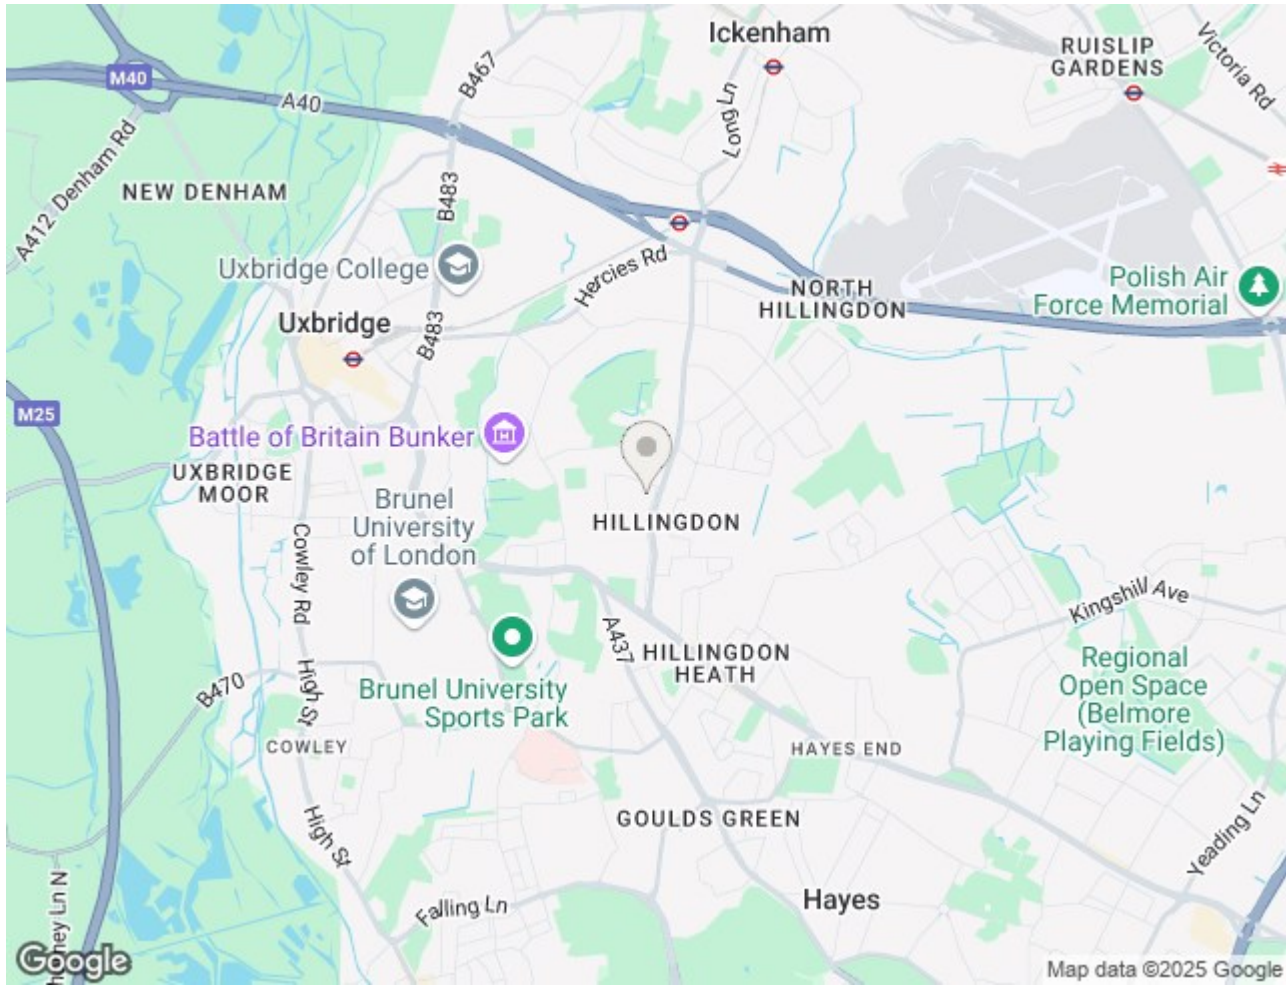 Ickenham
RUISLIP
GARDENS
Victoria Rd
M40
B467
A40
Long Ln
A412 Denham Rd
NEW DENHAM
B483
Uxbridge College
Hercies Rd
NORTH
HILLINGDON
Polish Air
Force Memorial
Uxbridge
B483
M25
Battle of Britain Bunker
UXBRIDGE
MOOR
Brunel
University
of London
HILLINGDON
Cowley Rd
Kingshill Ave
A437
HILLINGDON
HEATH
Regional
Open Space
(Belmore
Playing Fields)
B470
High St
Brunel University
Sports Park
COWLEY
HAYES END
High St
GOULDS GREEN
Yeading Ln
Falling Ln
Hayes
Ln N
Google
Map data ©2025 Google